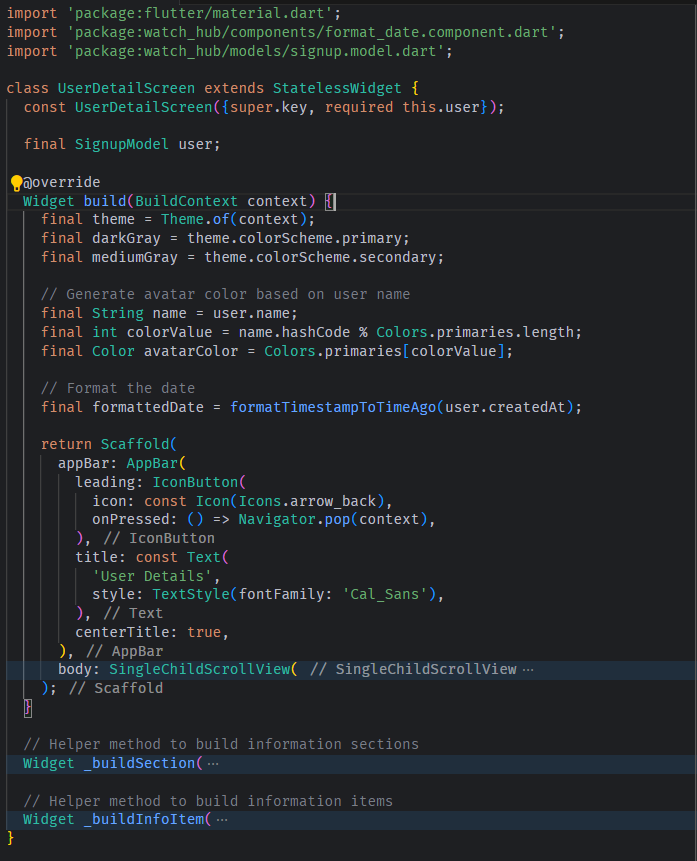 import 'package:flutter/material.dart';
import 'package:watch_hub/components/format_date.component.dart';
import 'package:watch_hub/models/signup.model.dart';

class UserDetailScreen extends StatelessWidget {
  const UserDetailScreen({super.key, required this.user});

  final SignupModel user;

  @override
  Widget build(BuildContext context) {
    final theme = Theme.of(context);
    final darkGray = theme.colorScheme.primary;
    final mediumGray = theme.colorScheme.secondary;

    // Generate avatar color based on user name
    final String name = user.name;
    final int colorValue = name.hashCode % Colors.primaries.length;
    final Color avatarColor = Colors.primaries[colorValue];

    // Format the date
    final formattedDate = formatTimestampToTimeAgo(user.createdAt);

    return Scaffold(
      appBar: AppBar(
        leading: IconButton(
          icon: const Icon(Icons.arrow_back),
          onPressed: () => Navigator.pop(context),
        ), // IconButton
        title: const Text(
          'User Details',
          style: TextStyle(fontFamily: 'Cal_Sans'),
        ), // Text
        centerTitle: true,
      ), // AppBar
      body: SingleChildScrollView( // SingleChildScrollView ···
    ); // Scaffold
  }

  // Helper method to build information sections
  Widget _buildSection( ···

  // Helper method to build information items
  Widget _buildInfoItem( ···
}